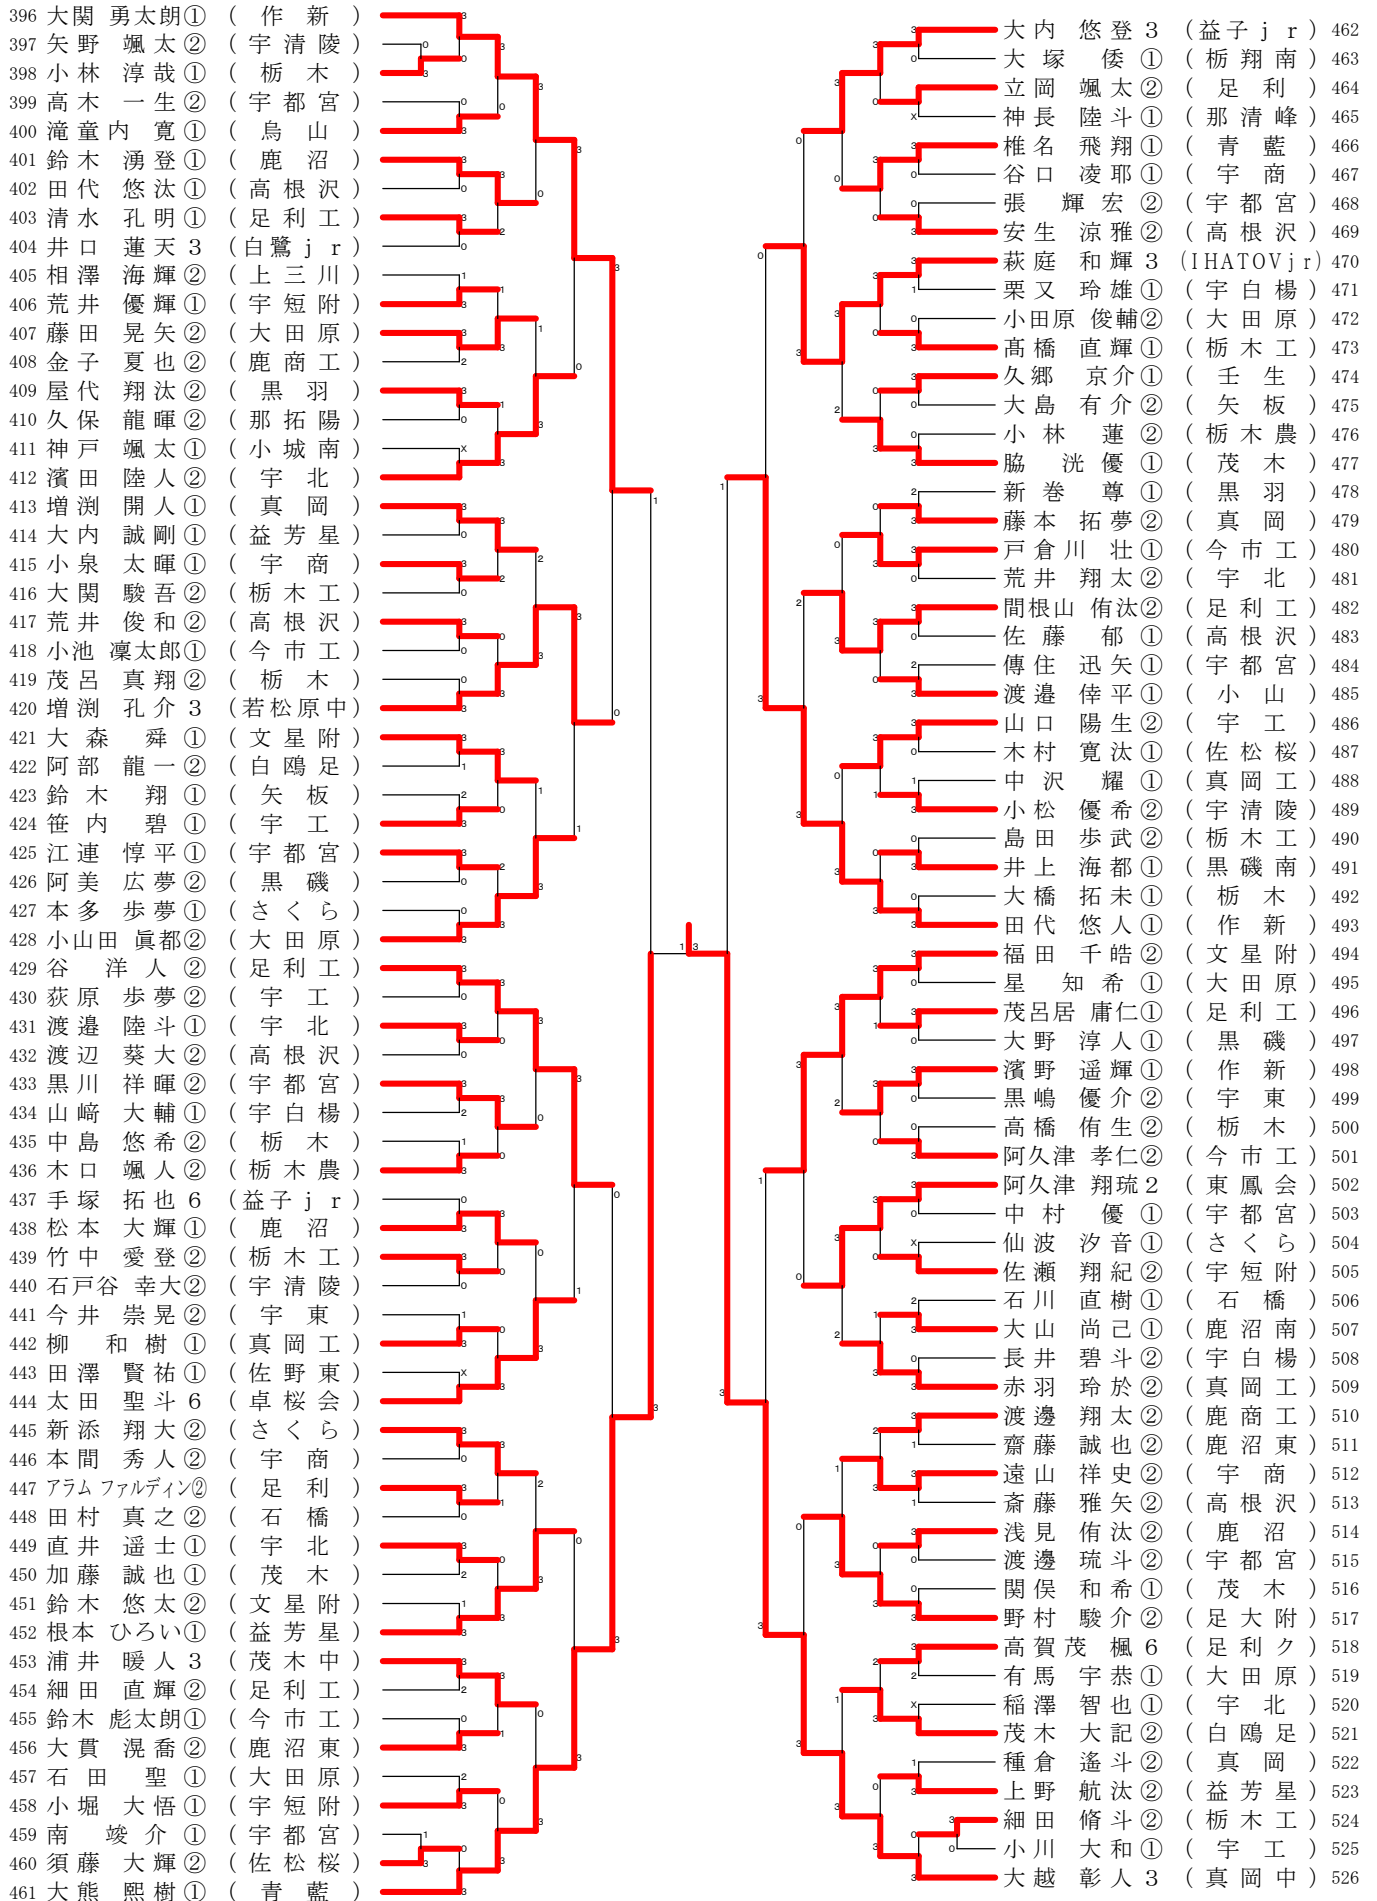 396 大関 勇太朗① ( 作 新 )
397 矢野 颯太② ( 宇清陵 )
398 小林 淳哉① ( 栃 木 )
399 高木 一生② ( 宇都宮 )
400 滝童内 寛① ( 烏 山 )
401 鈴木 湧登① ( 鹿 沼 )
402 田代 悠汰① ( 高根沢 )
403 清水 孔明① ( 足利工 )
404 井口 蓮天3 (白鷺jr)
405 相澤 海輝② ( 上三川 )
406 荒井 優輝① ( 宇短附 )
407 藤田 晃矢② ( 大田原 )
408 金子 夏也② ( 鹿商工 )
409 屋代 翔汰② ( 黒 羽 )
410 久保 龍暉② ( 那拓陽 )
411 神戸 颯太① ( 小城南 )
412 濱田 陸人② ( 宇 北 )
413 増渕 開人① ( 真 岡 )
414 大内 誠剛① ( 益芳星 )
415 小泉 太暉① ( 宇 商 )
416 大関 駿吾② ( 栃木工 )
417 荒井 俊和② ( 高根沢 )
418 小池 凜太郎① ( 今市工 )
419 茂呂 真翔② ( 栃 木 )
420 増渕 孔介3 (若松原中)
421 大森 舜① ( 文星附 )
422 阿部 龍一② ( 白鴎足 )
423 鈴木 翔① ( 矢 板 )
424 笹内 碧① ( 宇 工 )
425 江連 惇平① ( 宇都宮 )
426 阿美 広夢② ( 黒 磯 )
427 本多 歩夢① ( さくら )
428 小山田 眞都② ( 大田原 )
429 谷 洋人② ( 足利工 )
430 荻原 歩夢② ( 宇 工 )
431 渡邉 陸斗① ( 宇 北 )
432 渡辺 葵大② ( 高根沢 )
433 黒川 祥暉② ( 宇都宮 )
434 山﨑 大輔① ( 宇白楊 )
435 中島 悠希② ( 栃 木 )
436 木口 颯人② ( 栃木農 )
437 手塚 拓也6 (益子jr)
438 松本 大輝① ( 鹿 沼 )
439 竹中 愛登② ( 栃木工 )
440 石戸谷 幸大② ( 宇清陵 )
441 今井 崇晃② ( 宇 東 )
442 柳 和樹① ( 真岡工 )
443 田澤 賢祐① ( 佐野東 )
444 太田 聖斗6 ( 卓桜会 )
445 新添 翔大② ( さくら )
446 本間 秀人② ( 宇 商 )
447 アラム ファルディン② ( 足 利 )
448 田村 真之② ( 石 橋 )
449 直井 遥士① ( 宇 北 )
450 加藤 誠也① ( 茂 木 )
451 鈴木 悠太② ( 文星附 )
452 根本 ひろい① ( 益芳星 )
453 浦井 暖人3 ( 茂木中 )
454 細田 直輝② ( 足利工 )
455 鈴木 彪太朗① ( 今市工 )
456 大貫 滉喬② ( 鹿沼東 )
457 石田 聖① ( 大田原 )
458 小堀 大悟① ( 宇短附 )
459 南 竣介① ( 宇都宮 )
460 須藤 大輝② ( 佐松桜 )
461 大熊 熙樹① ( 青 藍 )
大内 悠登3 (益子jr) 462
大塚 倭① ( 栃翔南 ) 463
立岡 颯太② ( 足 利 ) 464
神長 陸斗① ( 那清峰 ) 465
椎名 飛翔① ( 青 藍 ) 466
谷口 凌耶① ( 宇 商 ) 467
張 輝宏② ( 宇都宮 ) 468
安生 涼雅② ( 高根沢 ) 469
萩庭 和輝3 (IHATOVjr) 470
栗又 玲雄① ( 宇白楊 ) 471
小田原 俊輔② ( 大田原 ) 472
髙橋 直輝① ( 栃木工 ) 473
久郷 京介① ( 壬 生 ) 474
大島 有介② ( 矢 板 ) 475
小林 蓮② ( 栃木農 ) 476
脇 洸優① ( 茂 木 ) 477
新巻 尊① ( 黒 羽 ) 478
藤本 拓夢② ( 真 岡 ) 479
戸倉川 壮① ( 今市工 ) 480
荒井 翔太② ( 宇 北 ) 481
間根山 侑汰② ( 足利工 ) 482
佐藤 郁① ( 高根沢 ) 483
傳住 迅矢① ( 宇都宮 ) 484
渡邉 倖平① ( 小 山 ) 485
山口 陽生② ( 宇 工 ) 486
木村 寛汰① ( 佐松桜 ) 487
中沢 耀① ( 真岡工 ) 488
小松 優希② ( 宇清陵 ) 489
島田 歩武② ( 栃木工 ) 490
井上 海都① ( 黒磯南 ) 491
大橋 拓未① ( 栃 木 ) 492
田代 悠人① ( 作 新 ) 493
福田 千皓② ( 文星附 ) 494
星 知希① ( 大田原 ) 495
茂呂居 庸仁① ( 足利工 ) 496
大野 淳人① ( 黒 磯 ) 497
濱野 遥輝① ( 作 新 ) 498
黒嶋 優介② ( 宇 東 ) 499
高橋 侑生② ( 栃 木 ) 500
阿久津 孝仁② ( 今市工 ) 501
阿久津 翔琉2 ( 東鳳会 ) 502
中村 優① ( 宇都宮 ) 503
仙波 汐音① ( さくら ) 504
佐瀬 翔紀② ( 宇短附 ) 505
石川 直樹① ( 石 橋 ) 506
大山 尚己① ( 鹿沼南 ) 507
長井 碧斗② ( 宇白楊 ) 508
赤羽 玲於② ( 真岡工 ) 509
渡邊 翔太② ( 鹿商工 ) 510
齋藤 誠也② ( 鹿沼東 ) 511
遠山 祥史② ( 宇 商 ) 512
斎藤 雅矢② ( 高根沢 ) 513
浅見 侑汰② ( 鹿 沼 ) 514
渡邊 琉斗② ( 宇都宮 ) 515
関俣 和希① ( 茂 木 ) 516
野村 駿介② ( 足大附 ) 517
高賀茂 楓6 ( 足利ク ) 518
有馬 宇恭① ( 大田原 ) 519
稲澤 智也① ( 宇 北 ) 520
茂木 大記② ( 白鴎足 ) 521
種倉 遙斗② ( 真 岡 ) 522
上野 航汰② ( 益芳星 ) 523
細田 脩斗② ( 栃木工 ) 524
小川 大和① ( 宇 工 ) 525
大越 彰人3 ( 真岡中 ) 526